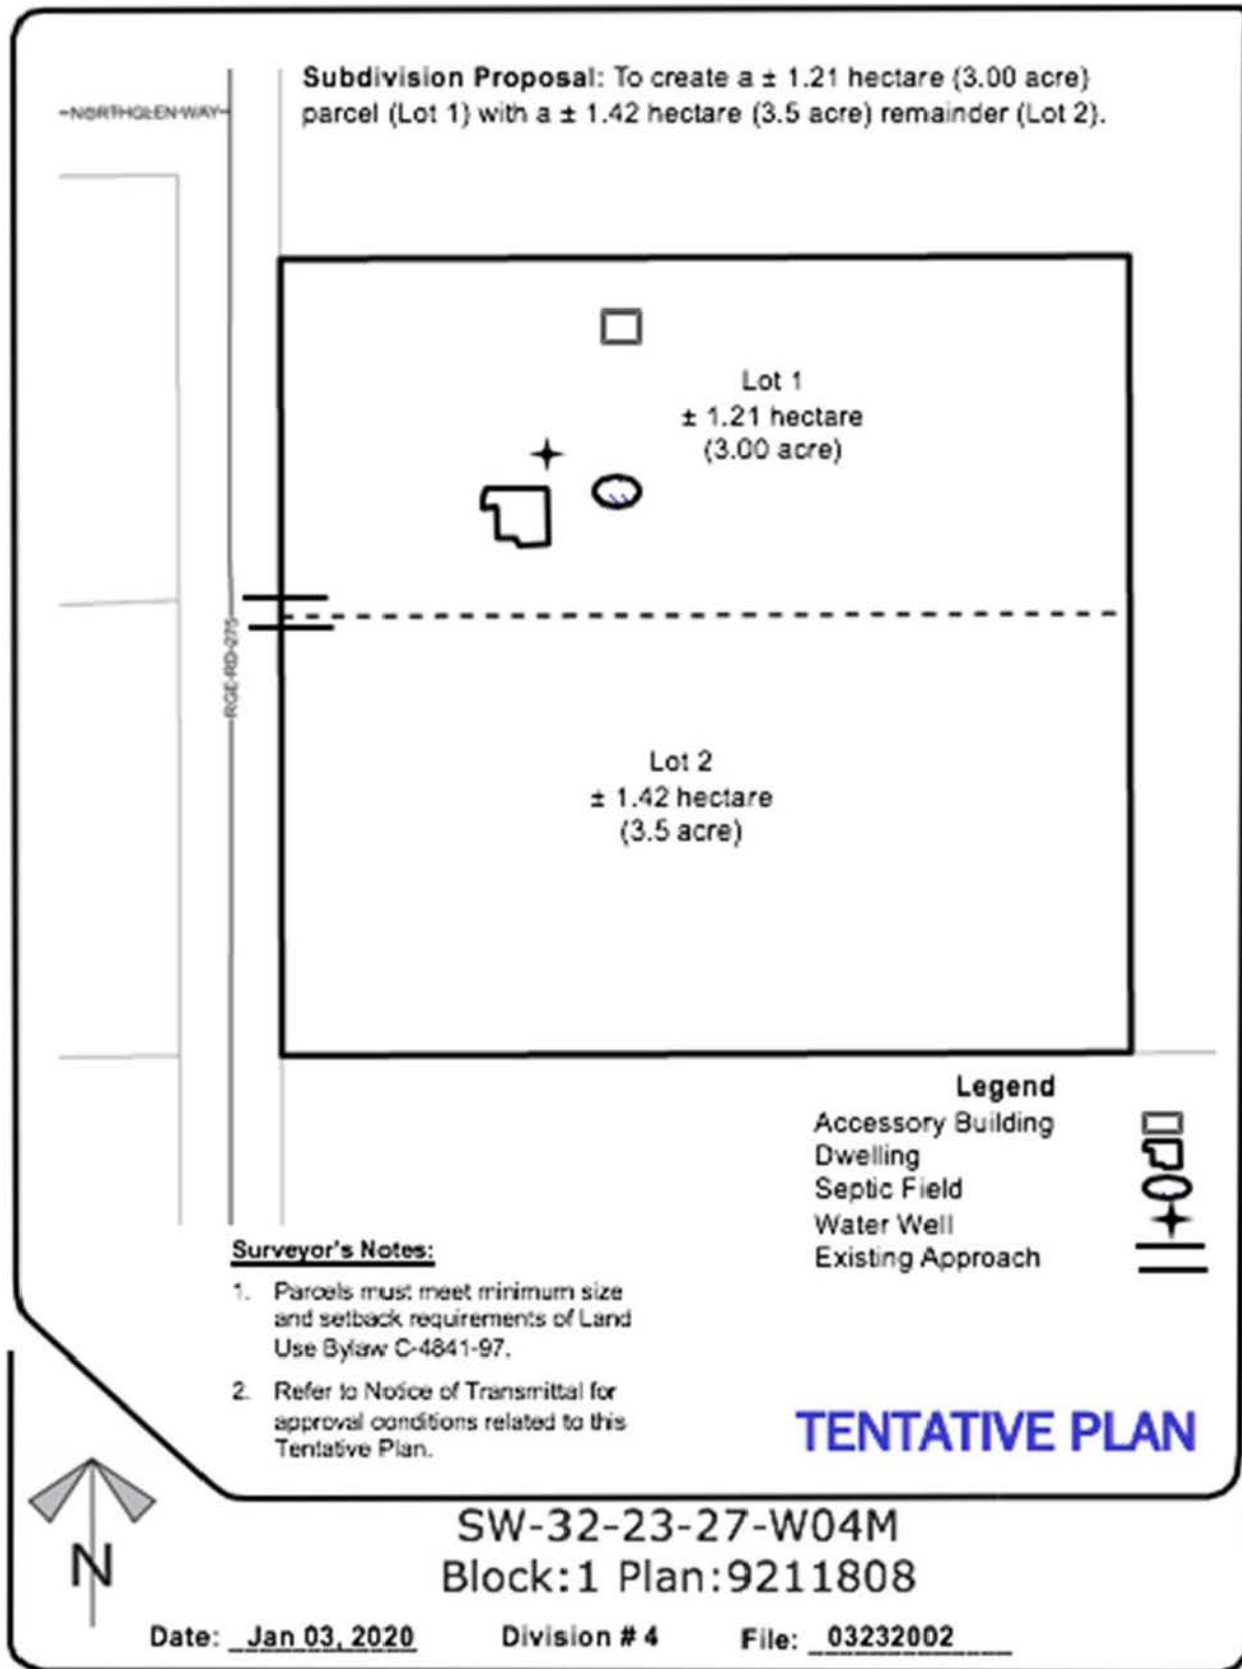 Subdivision Proposal: To create a ± 1.21 hectare (3.00 acre)
parcel (Lot 1) with a ± 1.42 hectare (3.5 acre) remainder (Lot 2).
NORTHGLEN WAY
Lot 1
± 1.21 hectare
(3.00 acre)
RGE-RD-275
Lot 2
± 1.42 hectare
(3.5 acre)
Legend
Accessory Building
Dwelling
Septic Field
Water Well
Existing Approach
Surveyor's Notes:
1. Parcels must meet minimum size
and setback requirements of Land
Use Bylaw C-4841-97.
2. Refer to Notice of Transmittal for
approval conditions related to this
Tentative Plan.
TENTATIVE PLAN
N
SW-32-23-27-W04M
Block:1 Plan:9211808
Date: Jan 03, 2020 Division # 4 File: 03232002